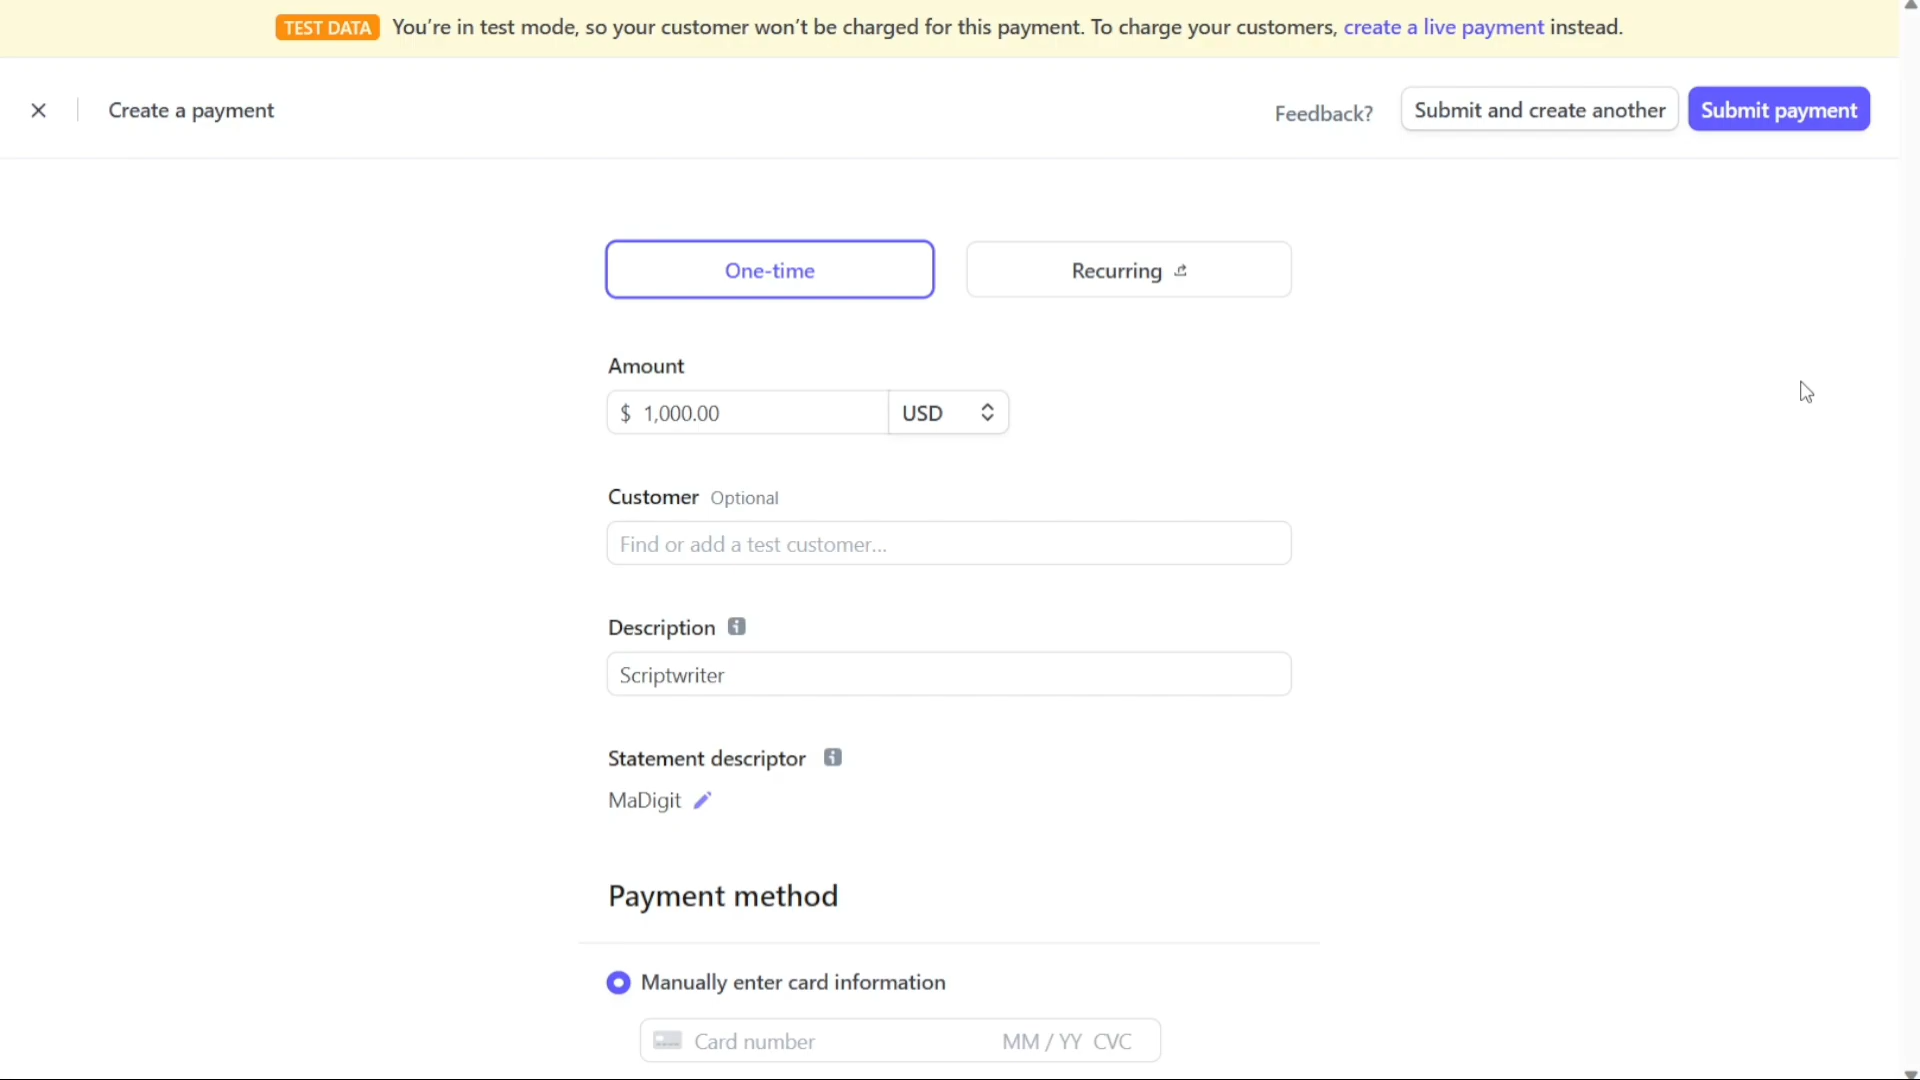 TEST DATA You’re in test mode, so your customer won’t be charged for this payment. To charge your customers, create a live payment instead.
Create a payment
Feedback?
Submit and create another
Submit payment
One-time
Recurring
Amount
$ 1,000.00 USD
Customer Optional
Find or add a test customer...
Description
Scriptwriter
Statement descriptor
MaDigit
Payment method
Manually enter card information
Card number MM / YY CVC